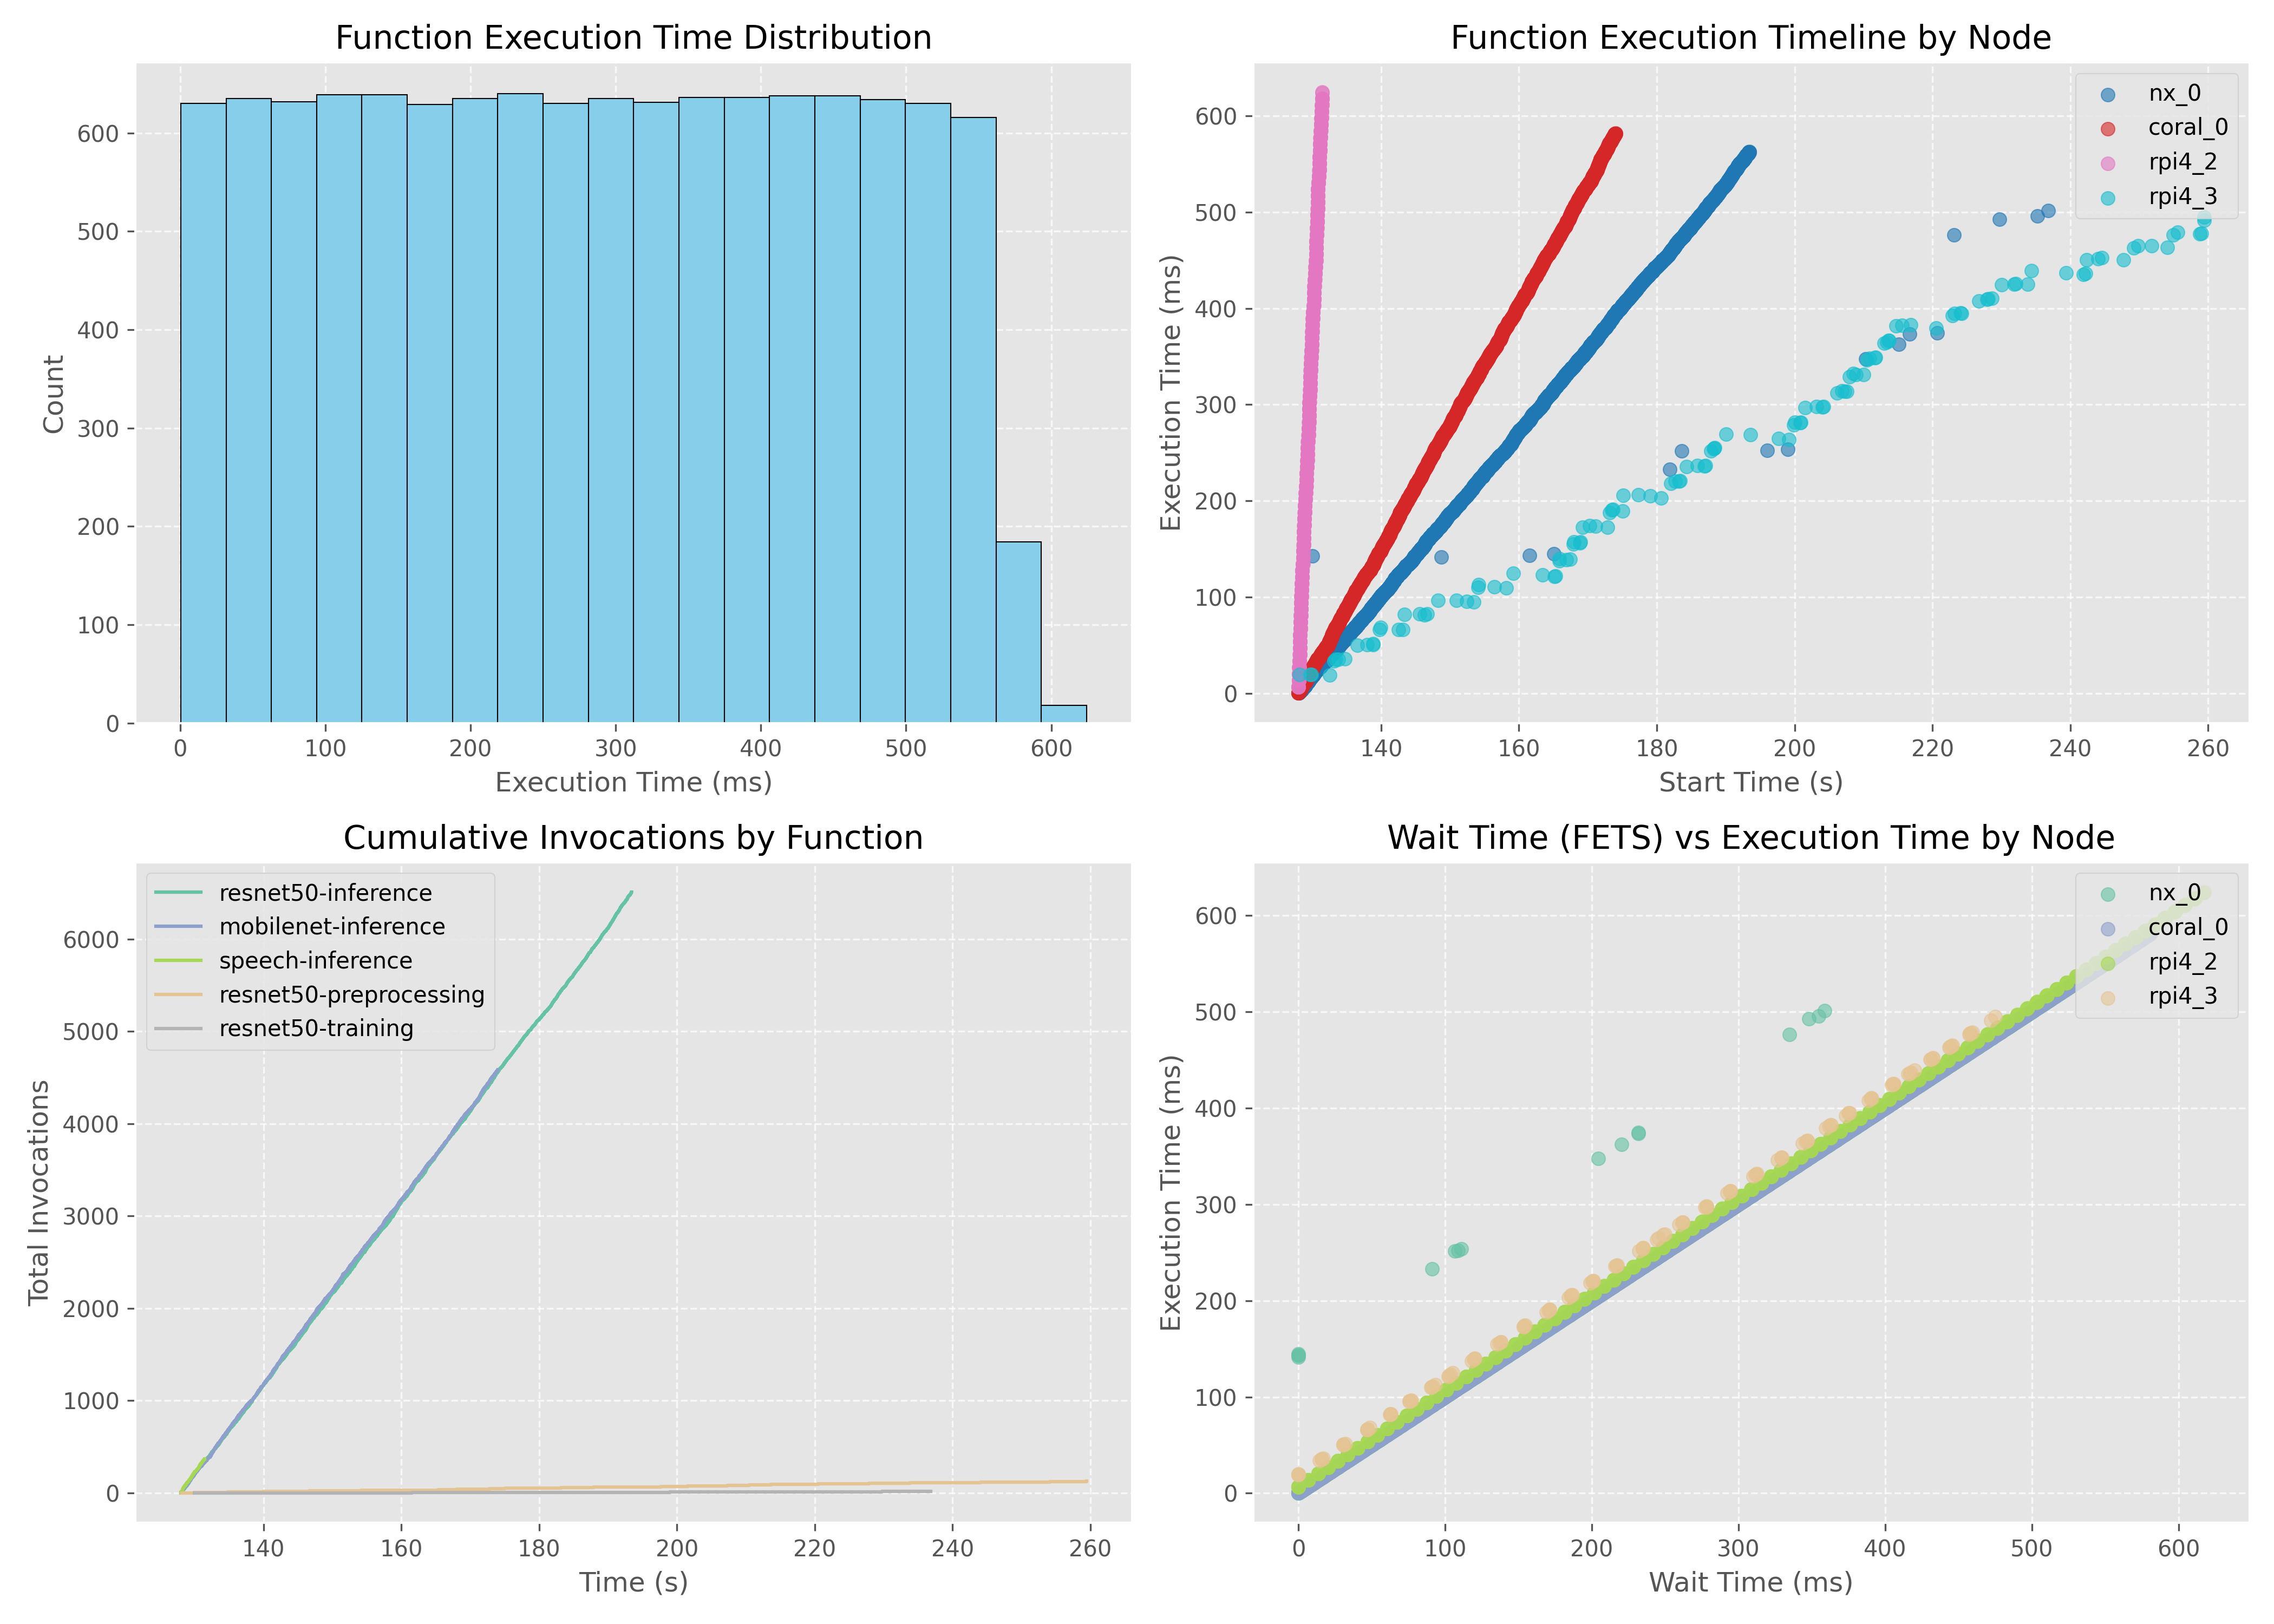 Function Execution Time Distribution
600
500
400
300
200
100
0
Count
0 100 200 300 400 500 600
Execution Time (ms)
Function Execution Timeline by Node
600
500
400
300
200
100
0
Execution Time (ms)
nx_0
coral_0
rpi4_2
rpi4_3
140 160 180 200 220 240 260
Start Time (s)
Cumulative Invocations by Function
6000
5000
4000
3000
2000
1000
0
Total Invocations
resnet50-inference
mobilenet-inference
speech-inference
resnet50-preprocessing
resnet50-training
140 160 180 200 220 240 260
Time (s)
Wait Time (FETS) vs Execution Time by Node
600
500
400
300
200
100
0
Execution Time (ms)
nx_0
coral_0
rpi4_2
rpi4_3
0 100 200 300 400 500 600
Wait Time (ms)